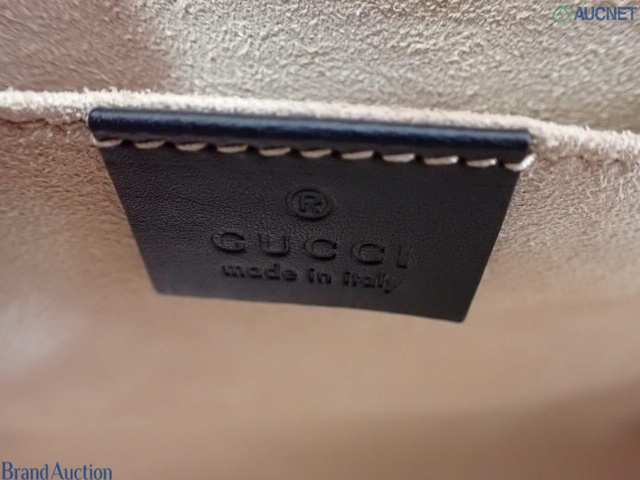 AUCNET
®
GUCCI
made in italy
Brand Auction